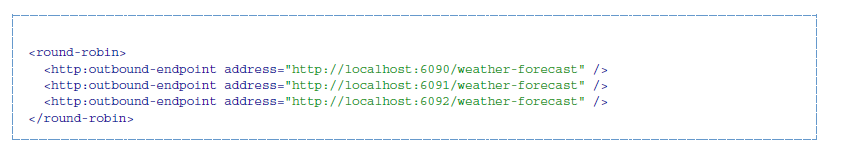 <round-robin>
<http:outbound-endpoint address="http://localhost:6090/weather-forecast" />
<http:outbound-endpoint address="http://localhost:6091/weather-forecast" />
<http:outbound-endpoint address="http://localhost:6092/weather-forecast" />
</round-robin>